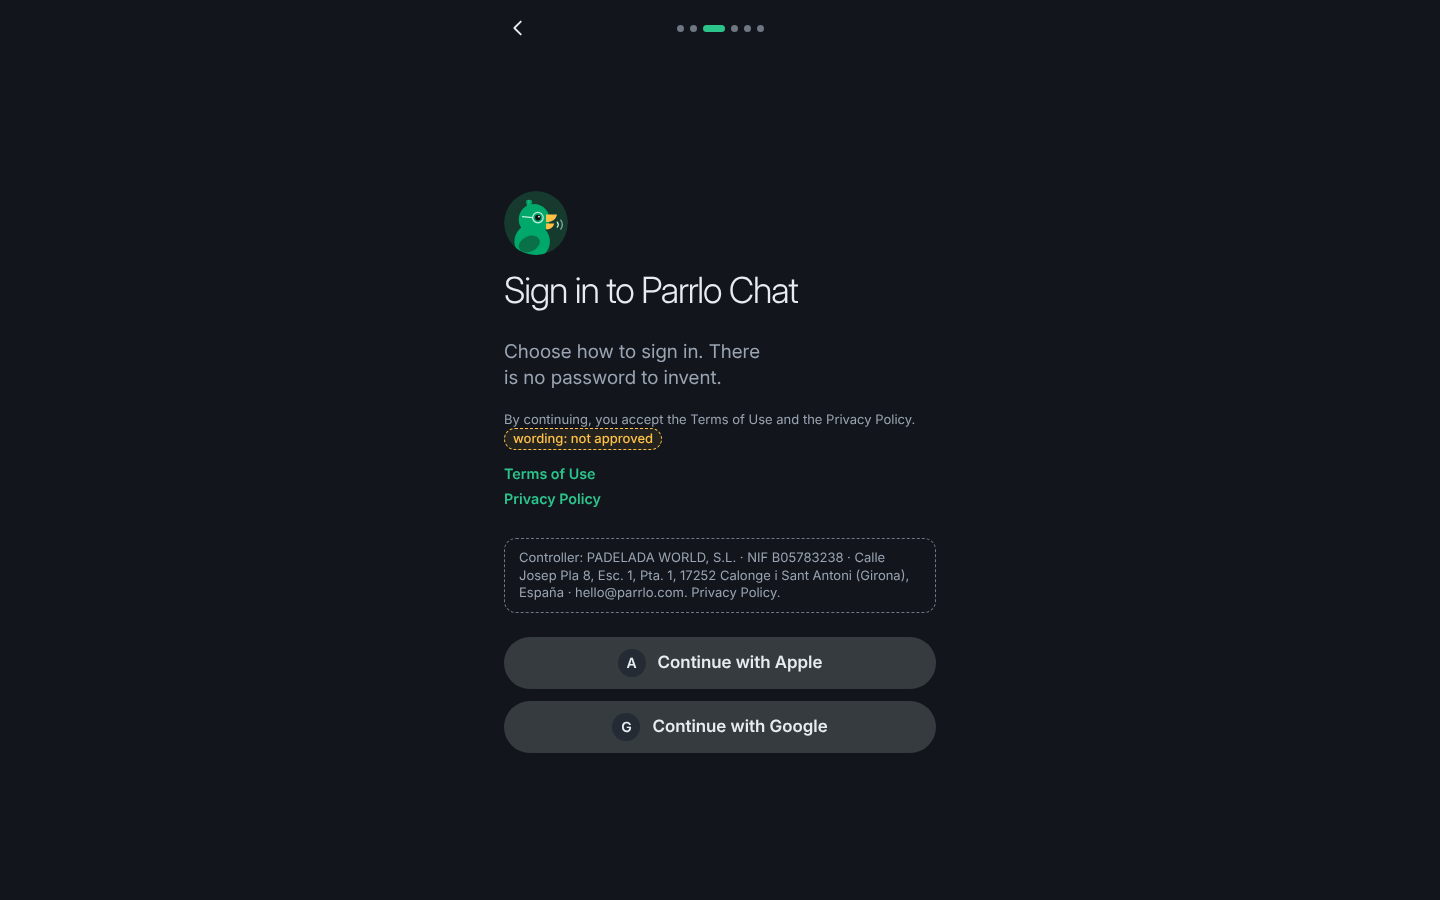 Sign in to Parrlo Chat
Choose how to sign in. There
is no password to invent.
By continuing, you accept the Terms of Use and the Privacy Policy.
wording: not approved
Terms of Use
Privacy Policy
Controller: PADELADA WORLD, S.L. · NIF B05783238 · Calle
Josep Pla 8, Esc. 1, Pta. 1, 17252 Calonge i Sant Antoni (Girona),
España · hello@parrlo.com. Privacy Policy.
A Continue with Apple
G Continue with Google